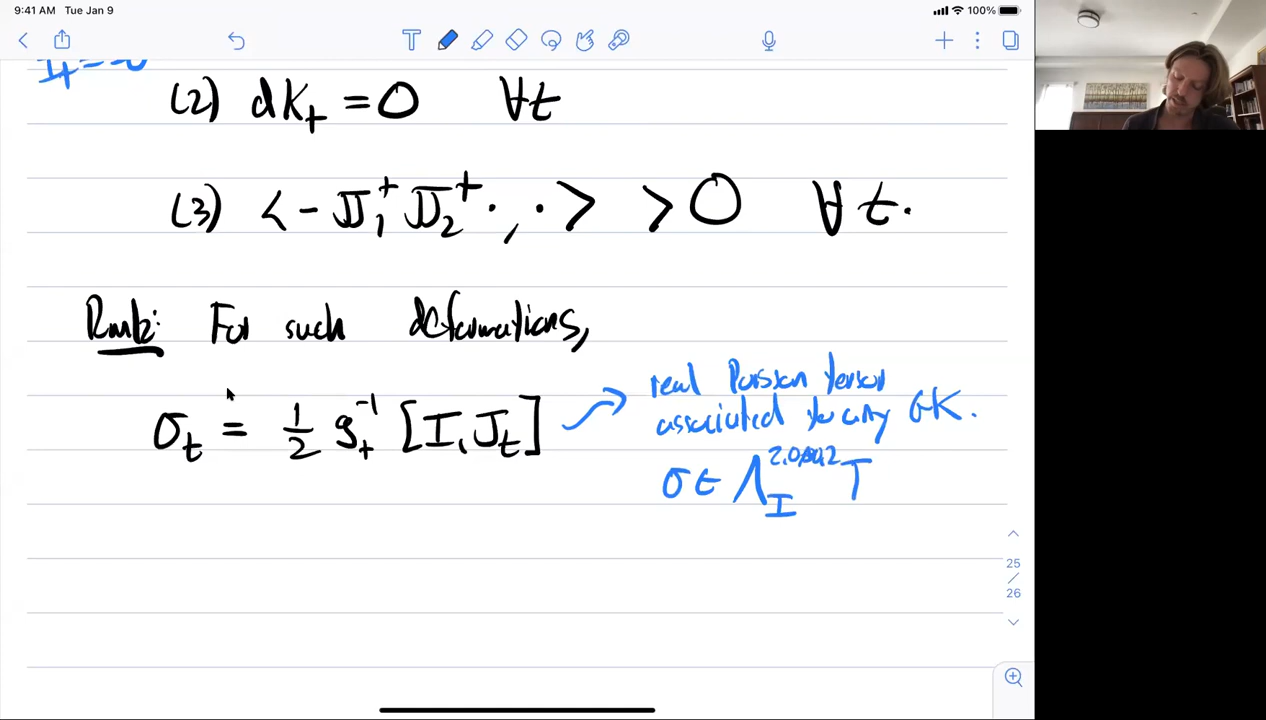 9:41 AM Tue Jan 9
100%
(2) dK_t = 0 ∀t
(3) <-𝕁_1^t 𝕁_2^t ·, ·> > 0 ∀t.
Rmk: For such deformations,
σ_t = 1/2 g_t^{-1} [I, J_t]
real Poisson tensor
associated to any GK.
σ ∈ Λ_I^{2,0+0,2} T
25
/
26